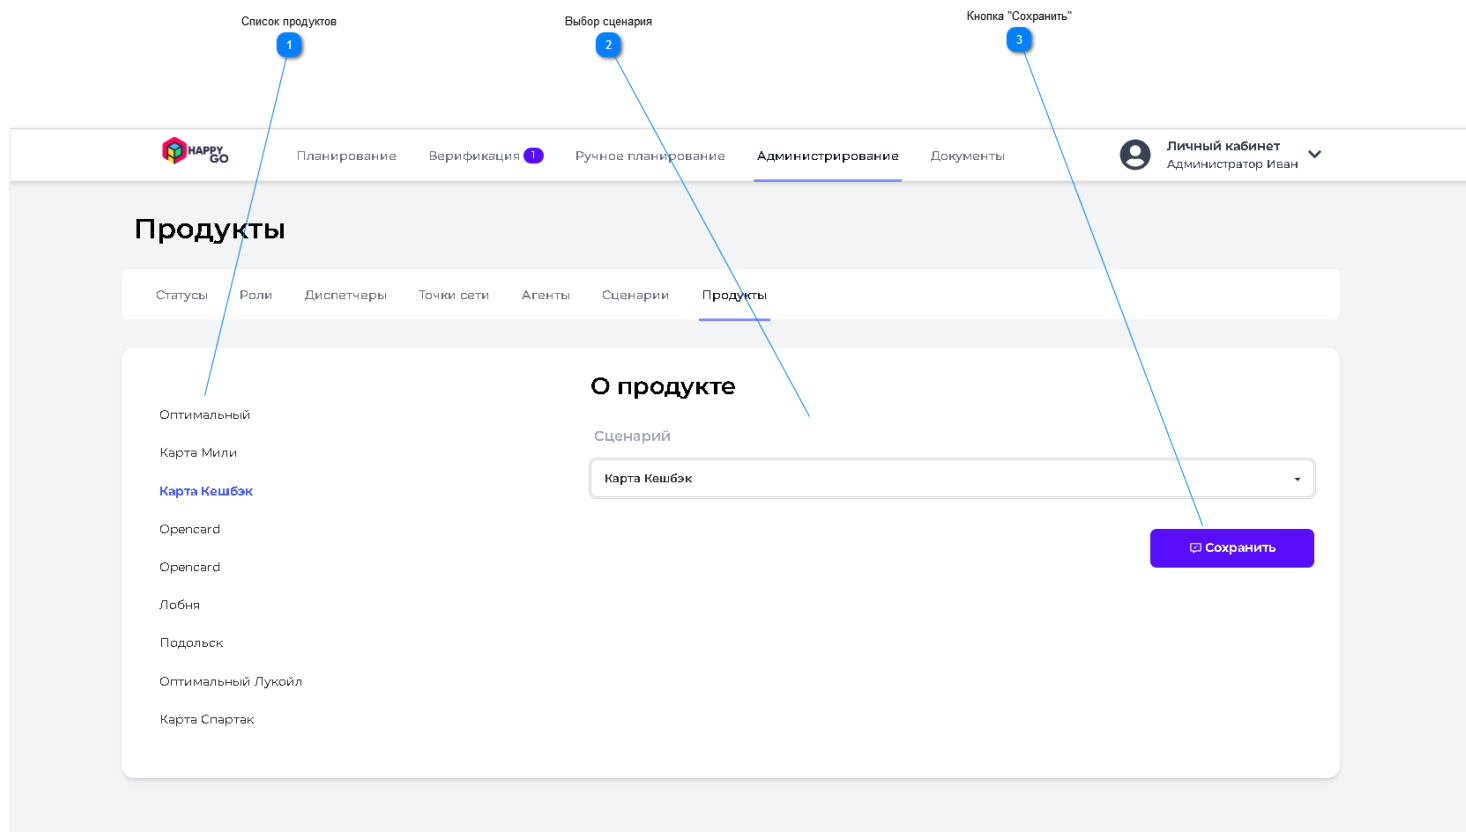 Список продуктов
Выбор сценария
Кнопка "Сохранить"
1
2
3
HAPPY GO
Планирование
Верификация 1
Ручное планирование
Администрирование
Документы
Личный кабинет
Администратор Иван
Продукты
Статусы
Роли
Диспетчеры
Точки сети
Агенты
Сценарии
Продукты
Оптимальный
Карта Мили
Карта Кешбэк
Opencard
Opencard
Лобня
Подольск
Оптимальный Лукойл
Карта Спартак
О продукте
Сценарий
Карта Кешбэк
Сохранить